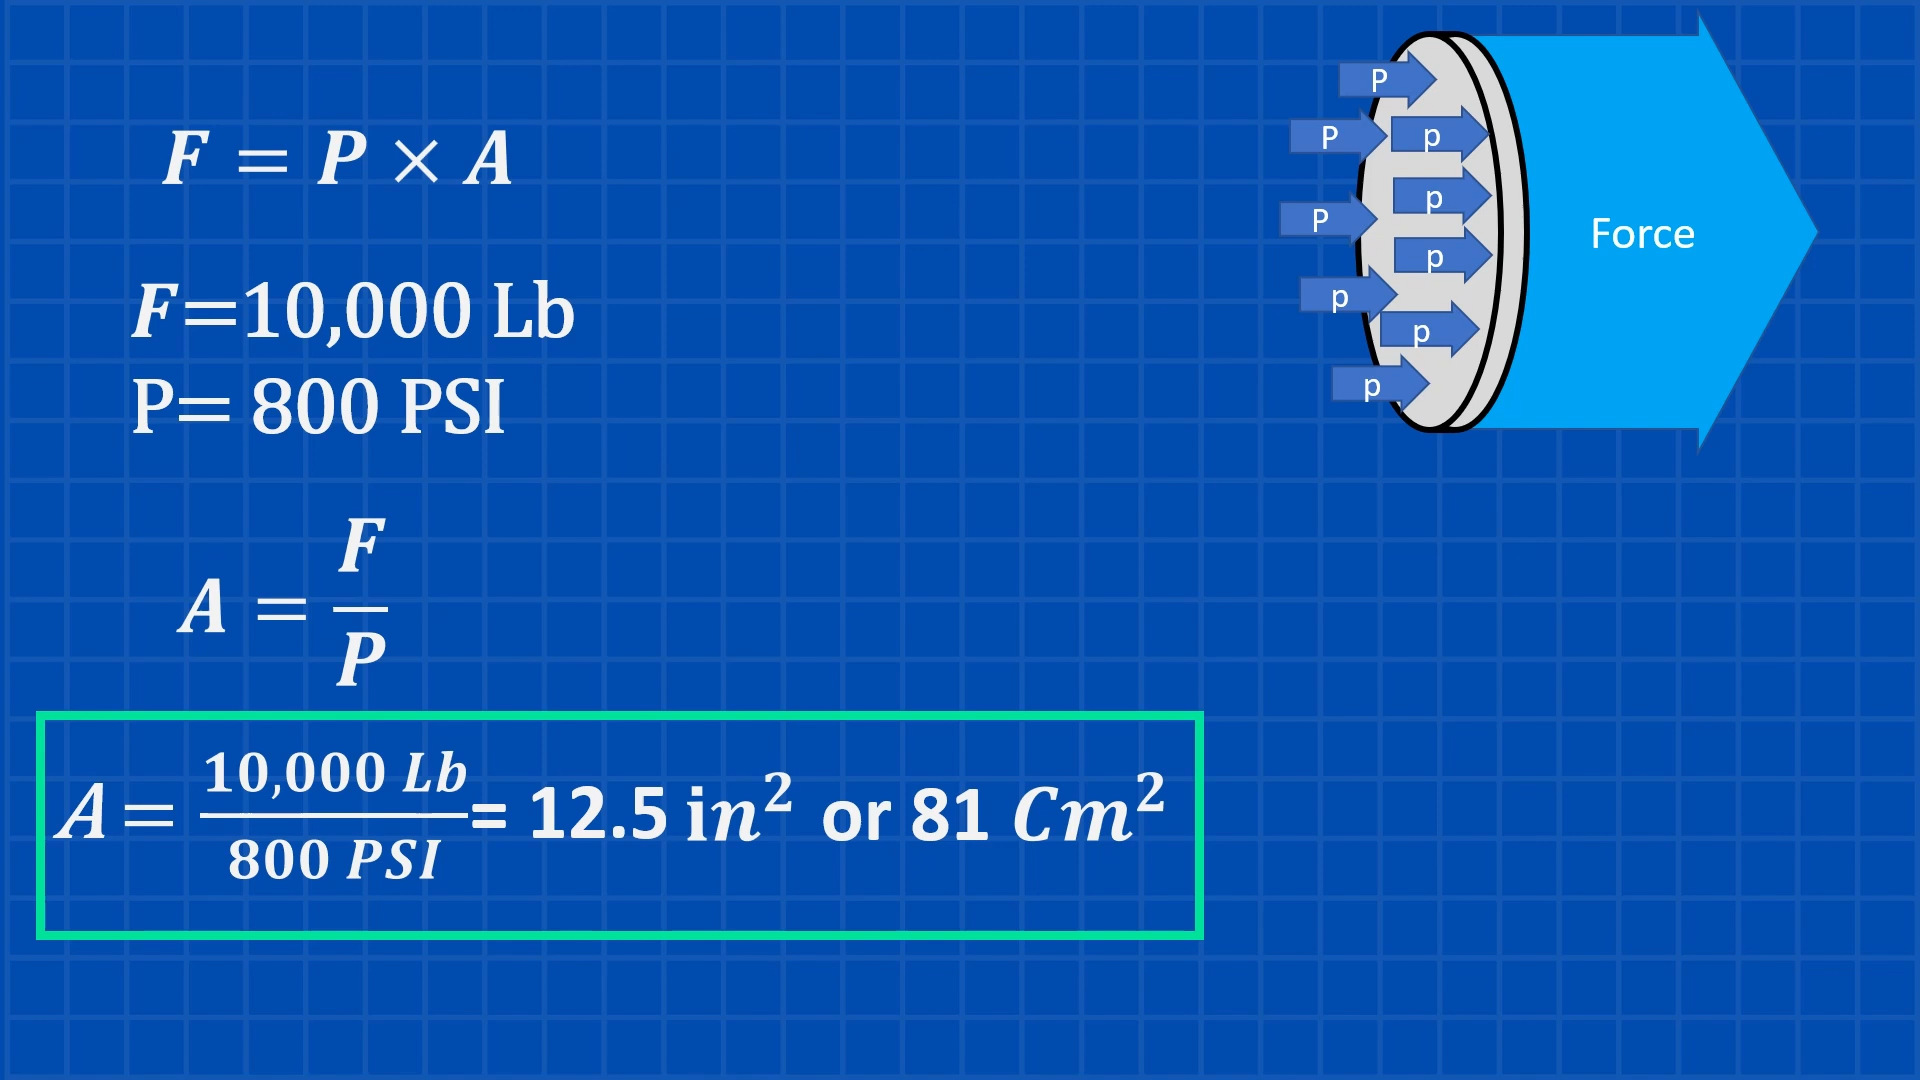 F = P × A
F=10,000 Lb
P= 800 PSI
A = F/P
A = 10,000 Lb/800 PSI = 12.5 in² or 81 Cm²
P
P p
p
P
p
p
p
p
Force